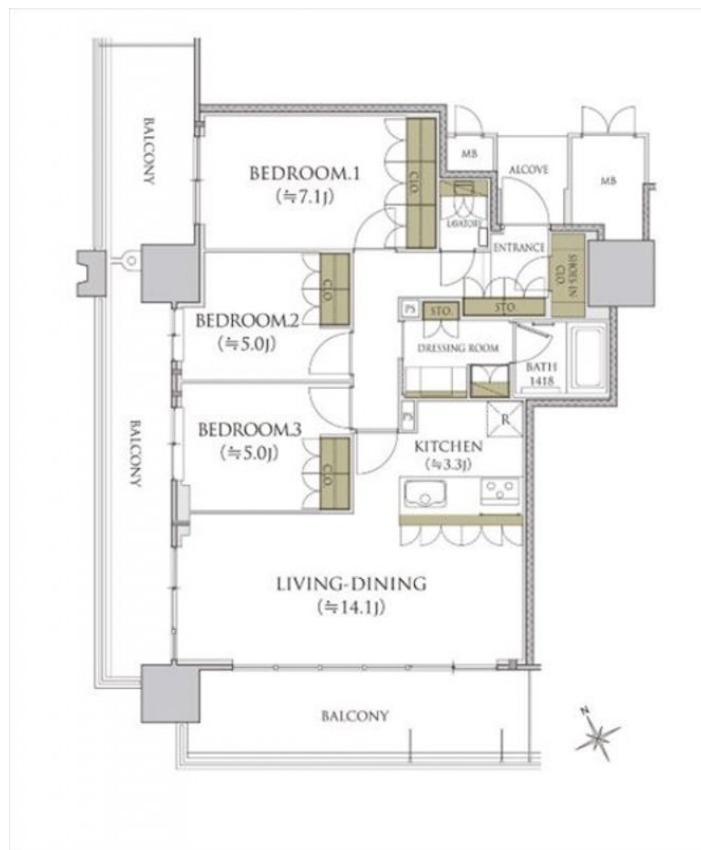 BALCONY
BEDROOM.1
(≒7.1J)
CLO
MB
ALCOVE
MB
LAVATORY
ENTRANCE
SHOES IN
CLO
BEDROOM.2
(≒5.0J)
CLO
PS
STO.
STO.
DRESSING ROOM
BATH
1418
BALCONY
BEDROOM.3
(≒5.0J)
CLO
PS
KITCHEN
(≒3.3J)
R
LIVING-DINING
(≒14.1J)
BALCONY
N